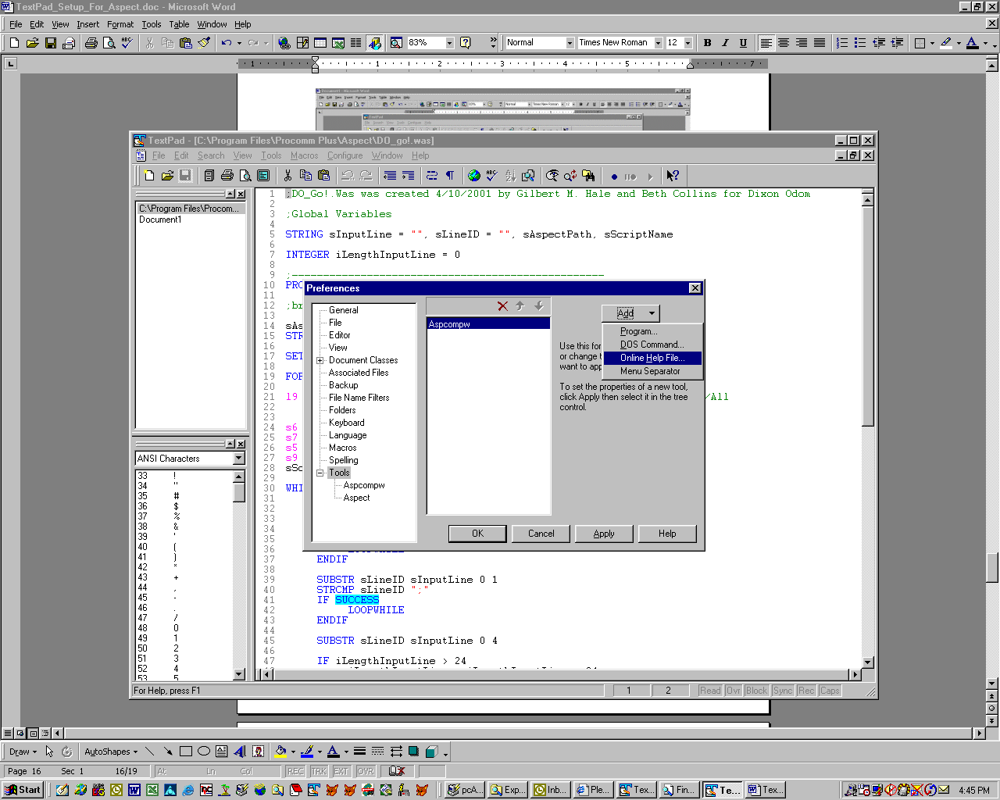 TextPad_Setup_For_Aspect.doc - Microsoft Word
File Edit View Insert Format Tools Table Window Help
83% Normal Times New Roman 12 B I U
1 1 2 3 4 5 6 7
TextPad - [C:\Program Files\Procomm Plus\Aspect\DO_go!.was]
File Edit Search View Tools Macros Configure Window Help
C:\Program Files\Procomm...
Document1
ANSI Characters
33 !
34 "
35 #
36 $
37 %
38 &
39 '
40 (
41 )
42 *
43 +
44 ,
45 -
46 .
47 /
48 0
49 1
50 2
51 3
52 4
53 5
1 ;DO_Go!.Was was created 4/10/2001 by Gilbert M. Hale and Beth Collins for Dixon Odom
2
3 ;Global Variables
4
5 STRING sInputLine = "", sLineID = "", sAspectPath, sScriptName
6
7 INTEGER iLengthInputLine = 0
8
9 ;--------------------------------------------------
10 PRO
11
12 ;br
13
14 sAs
15 STR
16
17 SET
18
19 FOR
20
21 19 /All
22
23
24 s6
25 s7
26 s5
27 s9
28 sSc
29
30 WHI
31
32
33
34
35
36 LOOPWHILE
37 ENDIF
38
39 SUBSTR sLineID sInputLine 0 1
40 STRCMP sLineID ";"
41 IF SUCCESS
42 LOOPWHILE
43 ENDIF
44
45 SUBSTR sLineID sInputLine 0 4
46
47 IF iLengthInputLine > 24
Preferences
General
File
Editor
View
Document Classes
Associated Files
Backup
File Name Filters
Folders
Keyboard
Language
Macros
Spelling
Tools
Aspcompw
Aspect
Aspcompw
Add
Program...
DOS Command...
Online Help File...
Menu Separator
Use this for
or change t
want to app
To set the properties of a new tool,
click Apply then select it in the tree
control.
OK Cancel Apply Help
For Help, press F1 1 2 Read Ovr Block Sync Rec Caps
Draw AutoShapes
Page 16 Sec 1 16/19 At Ln Col REC TRK EXT OVR
Start pcA... Exp... Inb... Ple... Tex... Fin... Te... Tex... 4:45 PM